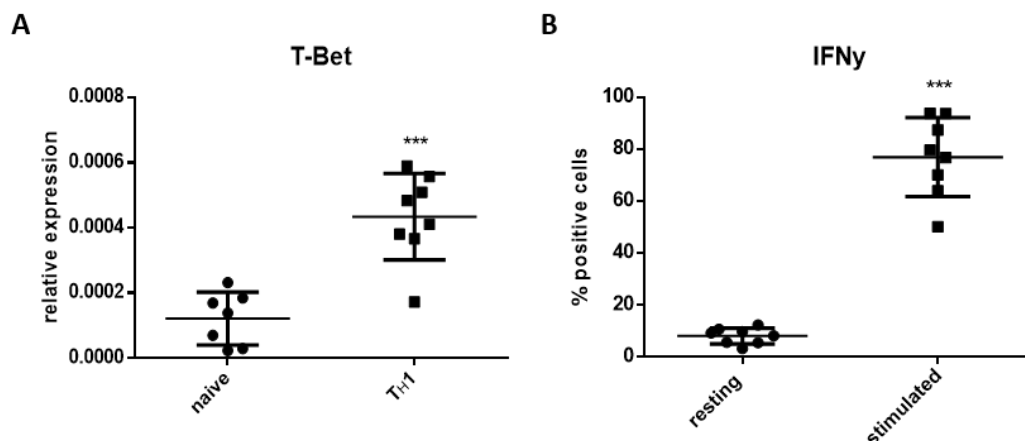 A
T-Bet
relative expression
0.0008
0.0006
0.0004
0.0002
0.0000
***
naive
TH1
B
IFNy
% positive cells
100
80
60
40
20
0
***
resting
stimulated